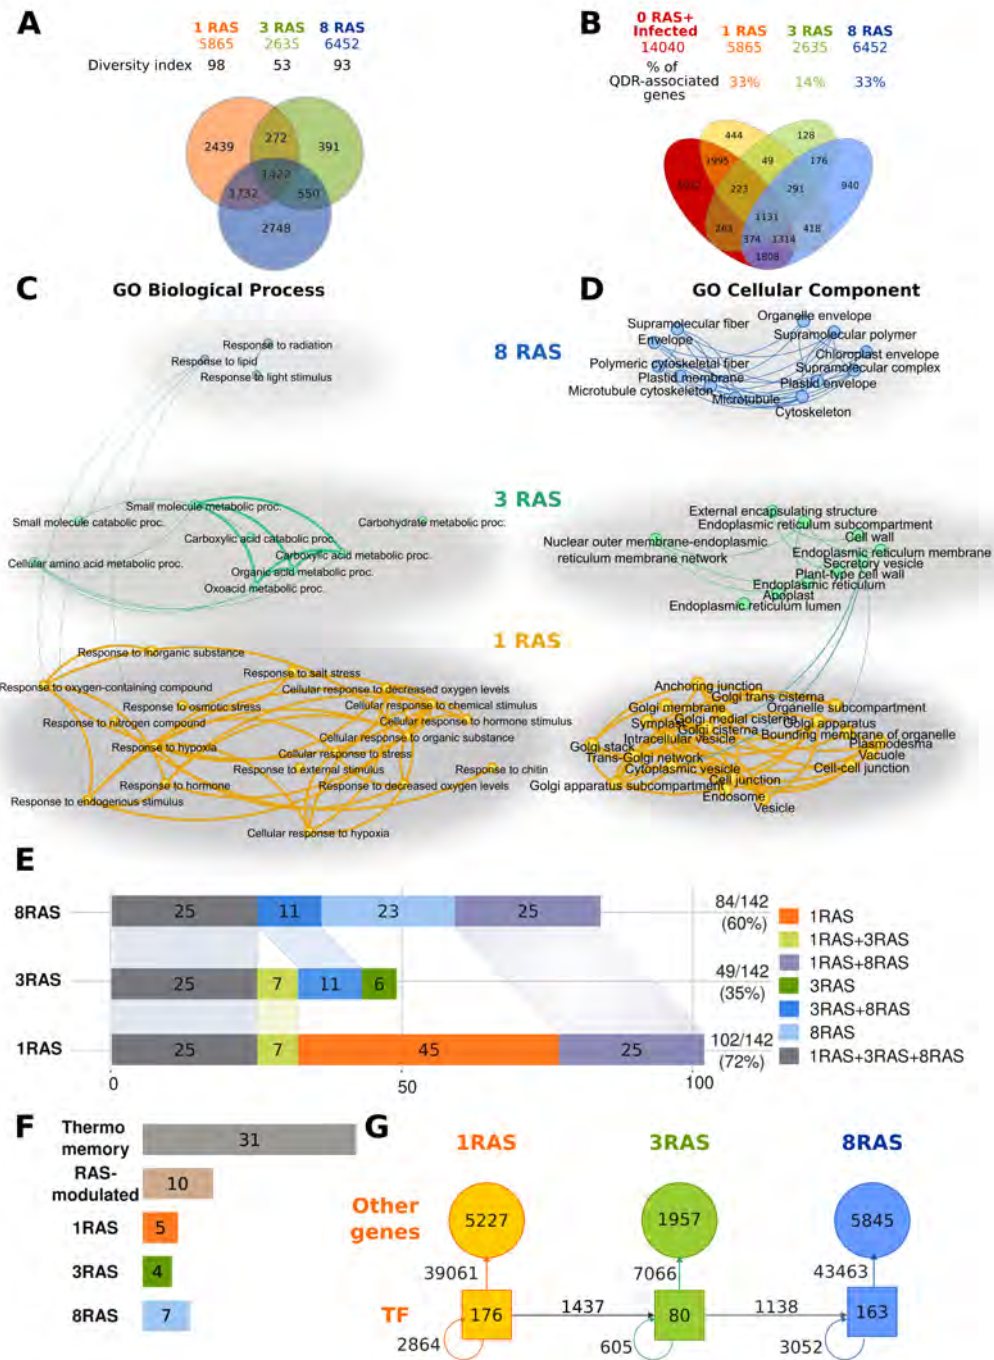 A
1 RAS 3 RAS 8 RAS
5865 2635 6452
Diversity index 98 53 93
2439 272 391
1422
1732 550
2748
B
0 RAS+ Infected 1 RAS 3 RAS 8 RAS
14040 5865 2635 6452
% of QDR-associated genes 33% 14% 33%
444 128
1995 49 176
223 291 940
1131
263 374 1314 418
1808
C GO Biological Process
D GO Cellular Component
8 RAS
Response to radiation
Response to lipid
Response to light stimulus
Organelle envelope
Supramolecular fiber
Supramolecular polymer
Envelope
Chloroplast envelope
Polymeric cytoskeletal fiber
Supramolecular complex
Plastid membrane
Plastid envelope
Microtubule cytoskeleton
Microtubule
Cytoskeleton
3 RAS
Small molecule metabolic proc.
Small molecule catabolic proc.
Carbohydrate metabolic proc.
Carboxylic acid catabolic proc.
Carboxylic acid metabolic proc.
Cellular amino acid metabolic proc.
Organic acid metabolic proc.
Oxoacid metabolic proc.
External encapsulating structure
Endoplasmic reticulum subcompartment
Cell wall
Nuclear outer membrane-endoplasmic
reticulum membrane network
Endoplasmic reticulum membrane
Secretory vesicle
Plant-type cell wall
Endoplasmic reticulum
Apoplast
Endoplasmic reticulum lumen
1 RAS
Response to inorganic substance
Response to salt stress
Response to oxygen-containing compound
Cellular response to decreased oxygen levels
Response to osmotic stress
Cellular response to chemical stimulus
Response to nitrogen compound
Cellular response to hormone stimulus
Cellular response to organic substance
Response to hypoxia
Cellular response to stress
Response to external stimulus
Response to chitin
Response to hormone
Response to decreased oxygen levels
Response to endogenous stimulus
Cellular response to hypoxia
Anchoring junction
Golgi trans cisterna
Golgi membrane
Organelle subcompartment
Golgi medial cisterna
Symplast
Golgi apparatus
Golgi cisterna
Bounding membrane of organelle
Intracellular vesicle
Plasmodesma
Golgi stack
Vacuole
Trans-Golgi network
Cytoplasmic vesicle
Cell-cell junction
Cell junction
Golgi apparatus subcompartment
Endosome
Vesicle
E
8RAS 25 11 23 25 84/142 (60%)
3RAS 25 7 11 6 49/142 (35%)
1RAS 25 7 45 25 102/142 (72%)
0 50 100
1RAS
1RAS+3RAS
1RAS+8RAS
3RAS
3RAS+8RAS
8RAS
1RAS+3RAS+8RAS
F
Thermo memory 31
RAS-modulated 10
1RAS 5
3RAS 4
8RAS 7
G
1RAS 3RAS 8RAS
Other genes 5227 1957 5845
39061 7066 43463
TF 176 1437 80 1138 163
2864 605 3052